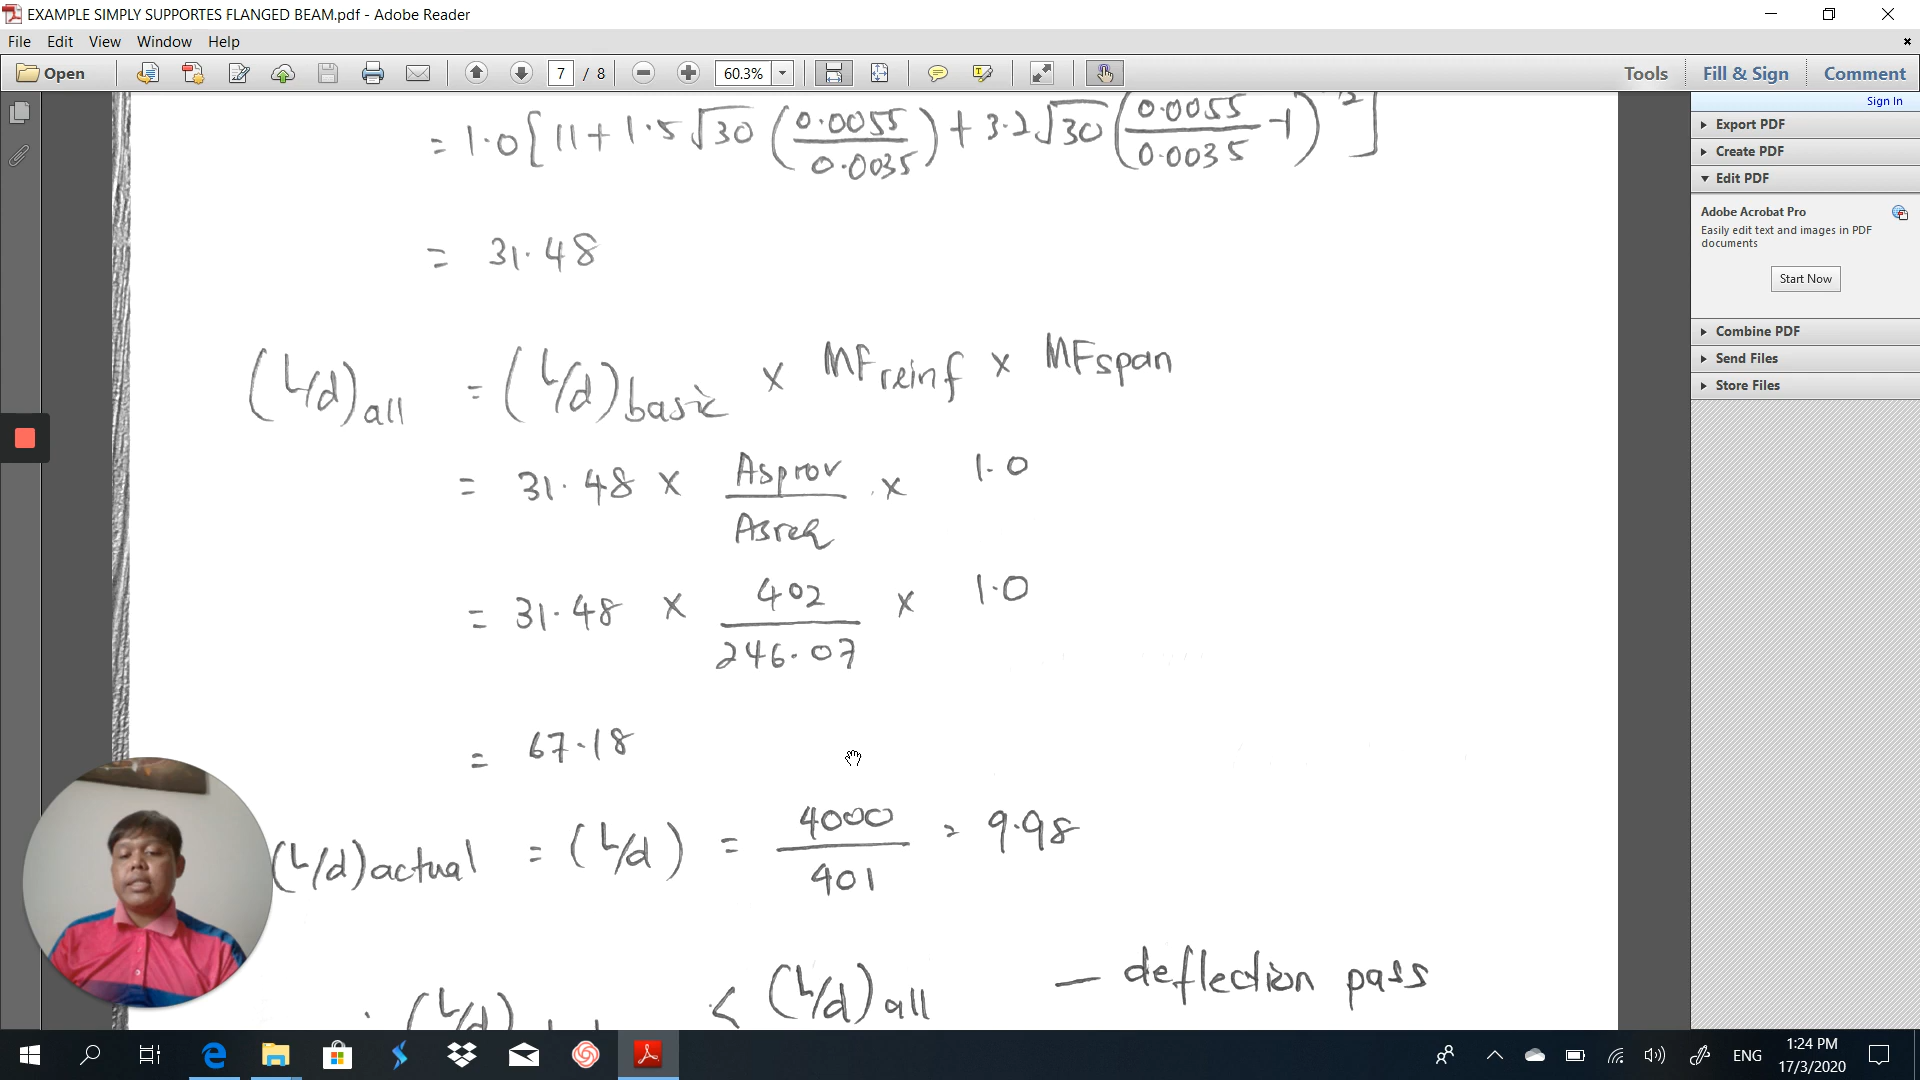 EXAMPLE SIMPLY SUPPORTES FLANGED BEAM.pdf - Adobe Reader
File Edit View Window Help
Open 7 / 8 60.3% Tools Fill & Sign Comment
Sign In
Export PDF
Create PDF
Edit PDF
Adobe Acrobat Pro
Easily edit text and images in PDF
documents
Start Now
Combine PDF
Send Files
Store Files
= 1.0 [ 11 + 1.5 √30 ( 0.0055 / 0.0035 ) + 3.2 √30 ( 0.0055 / 0.0035 - 1 ) ]
= 31.48
(L/d) all = (L/d) basic x MF reinf x MF span
= 31.48 x Asprov / Asreq x 1.0
= 31.48 x 402 / 246.07 x 1.0
= 67.18
(L/d) actual = (L/d) = 4000 / 401 = 9.98
(L/d) < (L/d) all — deflection pass
ENG
1:24 PM
17/3/2020